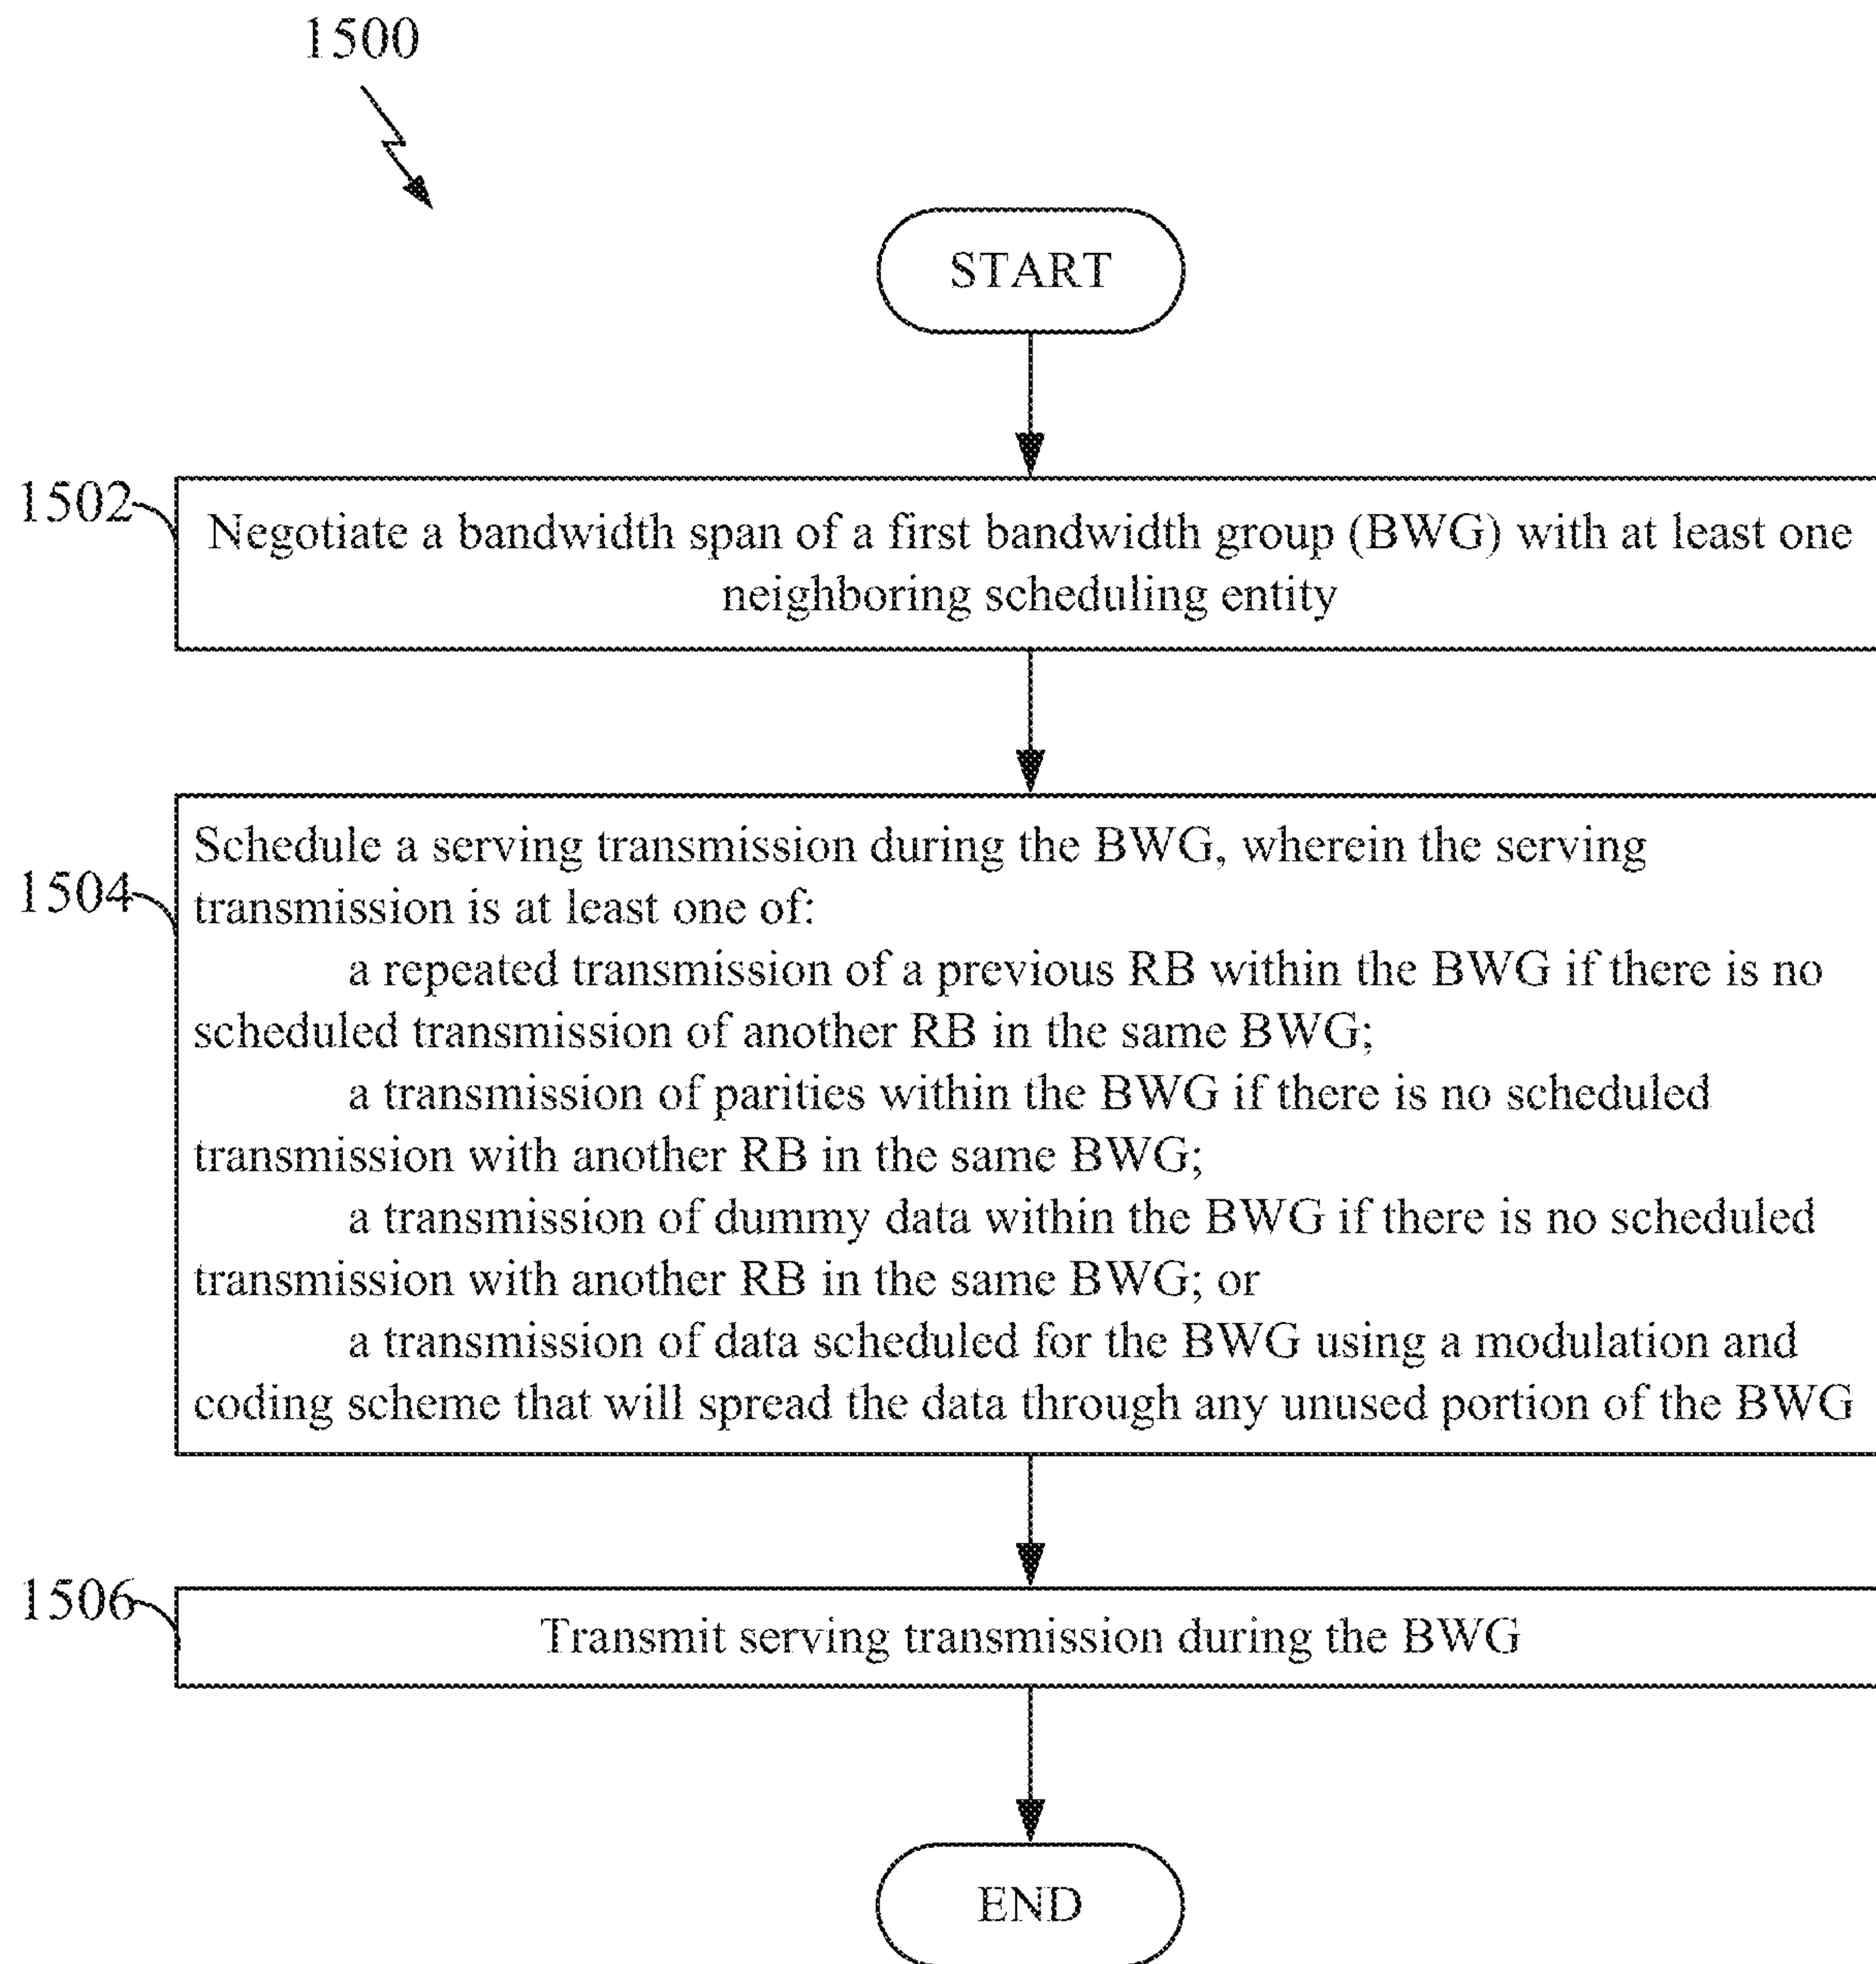 1500
START
1502
Negotiate a bandwidth span of a first bandwidth group (BWG) with at least one
neighboring scheduling entity
1504
Schedule a serving transmission during the BWG, wherein the serving
transmission is at least one of:
a repeated transmission of a previous RB within the BWG if there is no
scheduled transmission of another RB in the same BWG;
a transmission of parities within the BWG if there is no scheduled
transmission with another RB in the same BWG;
a transmission of dummy data within the BWG if there is no scheduled
transmission with another RB in the same BWG; or
a transmission of data scheduled for the BWG using a modulation and
coding scheme that will spread the data through any unused portion of the BWG
1506
Transmit serving transmission during the BWG
END